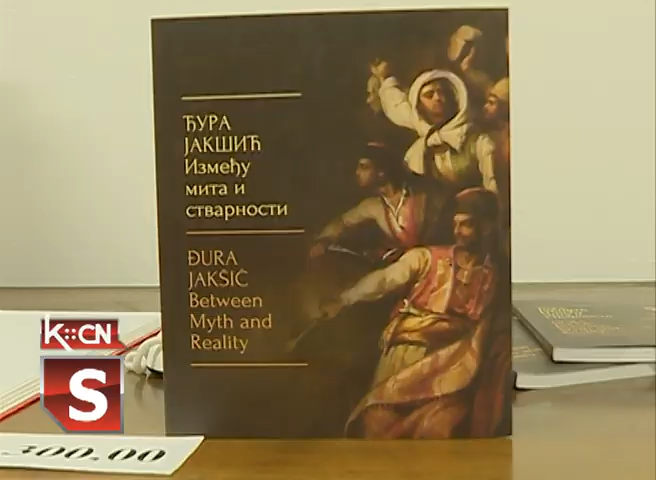 ЂУРА
ЈАКШИЋ
Између
мита и
стварности
ĐURA
JAKŠIĆ
Between
Myth and
Reality
K::CN
S
300.00